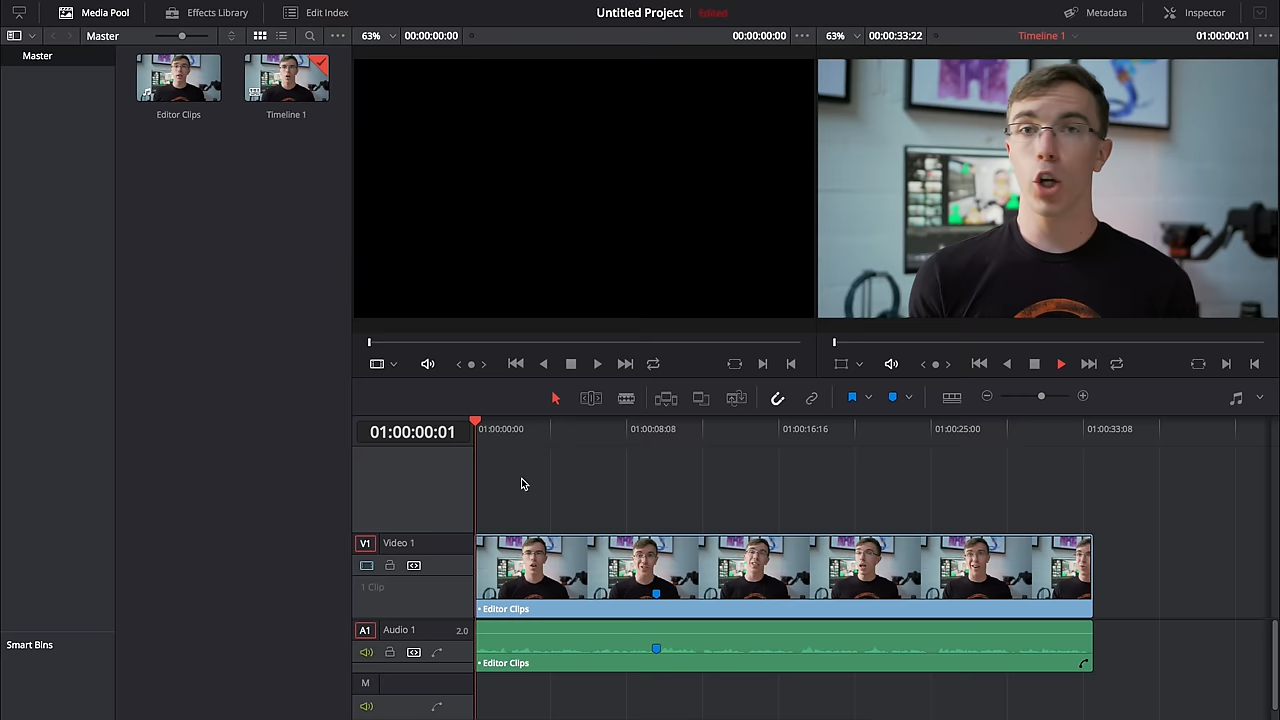 Media Pool
Effects Library
Edit Index
Untitled Project
Edited
Metadata
Inspector
Master
63%
00:00:00:00
00:00:00:00
63%
00:00:33:22
Timeline 1
01:00:00:01
Master
Editor Clips
Timeline 1
01:00:00:01
01:00:00:00
01:00:08:08
01:00:16:16
01:00:25:00
01:00:33:08
V1
Video 1
1 Clip
Editor Clips
A1
Audio 1
2.0
Editor Clips
Smart Bins
M